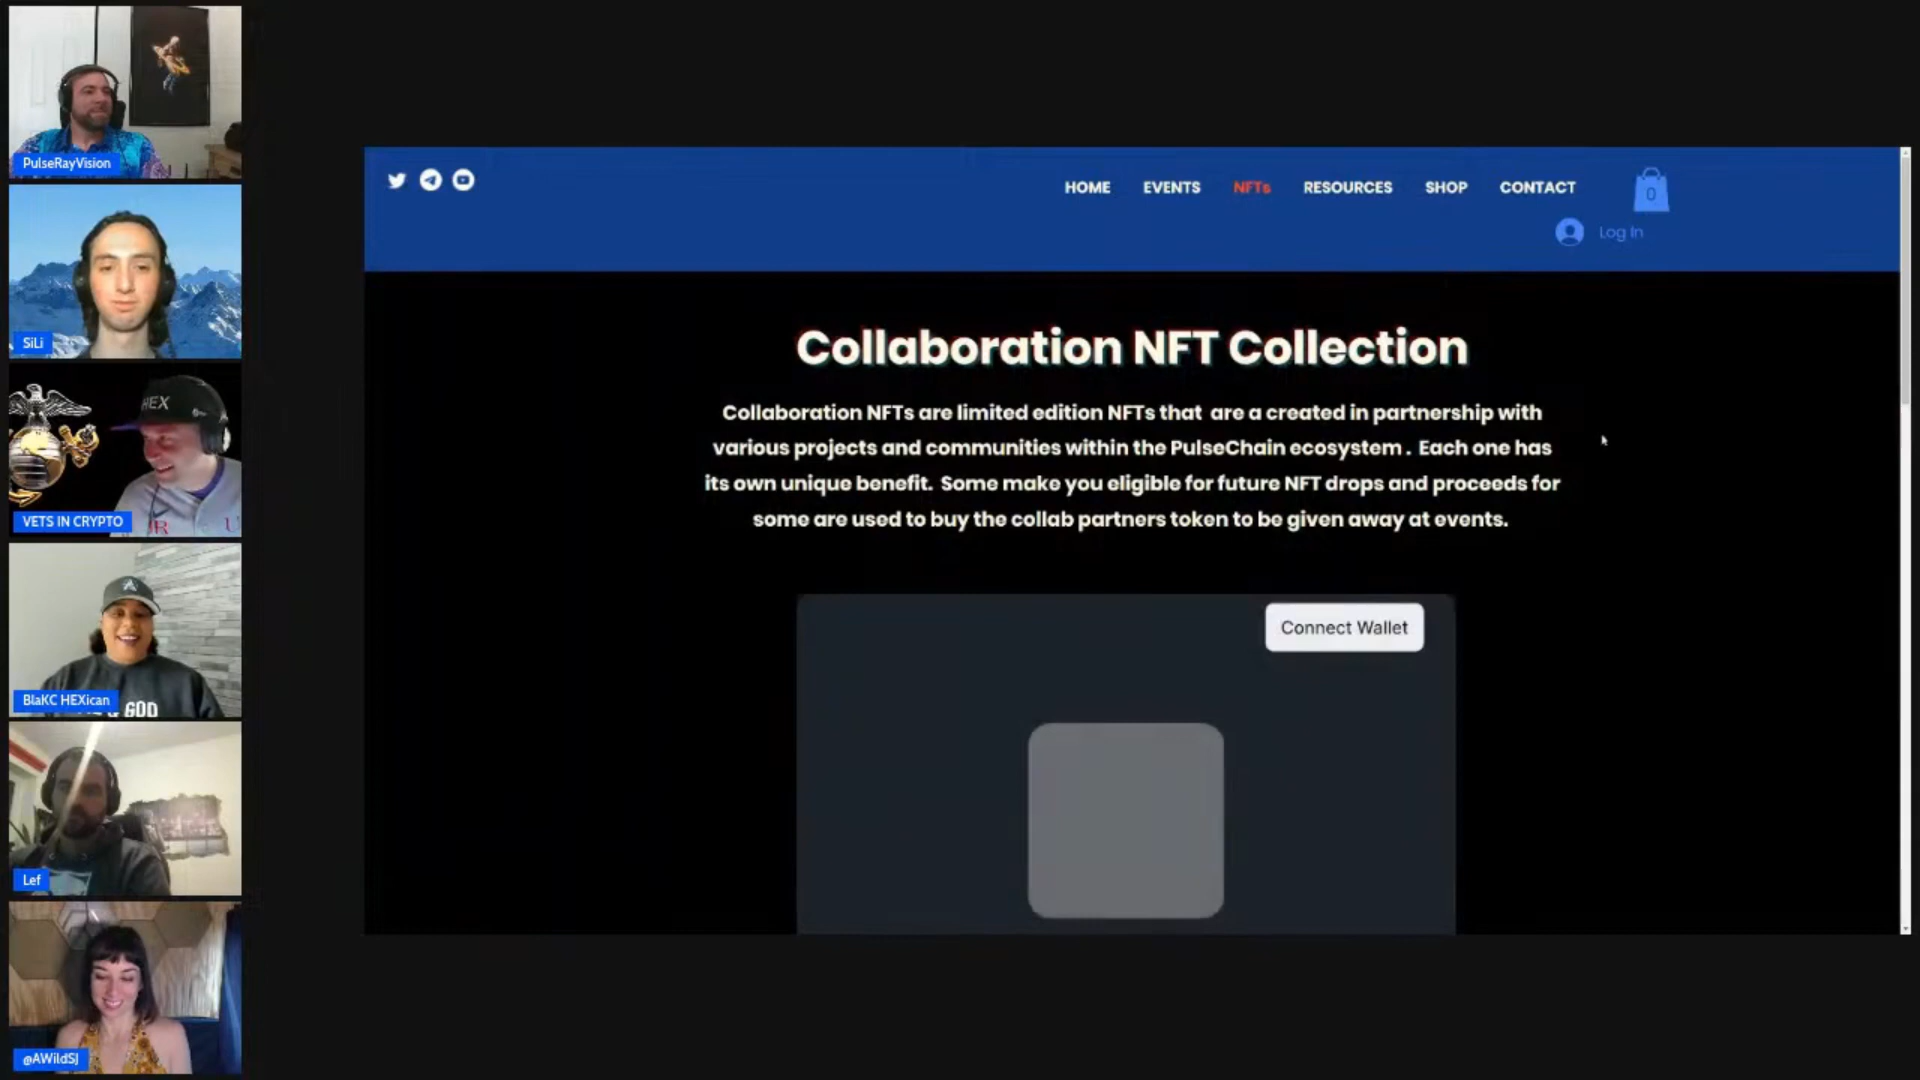 PulseRayVision
SiLi
HEX
VETS IN CRYPTO
BlaKC HEXican
& GOD
Lef
@AWildSJ
HOME EVENTS NFTs RESOURCES SHOP CONTACT
0
Log In
Collaboration NFT Collection
Collaboration NFTs are limited edition NFTs that are a created in partnership with
various projects and communities within the PulseChain ecosystem . Each one has
its own unique benefit. Some make you eligible for future NFT drops and proceeds for
some are used to buy the collab partners token to be given away at events.
Connect Wallet